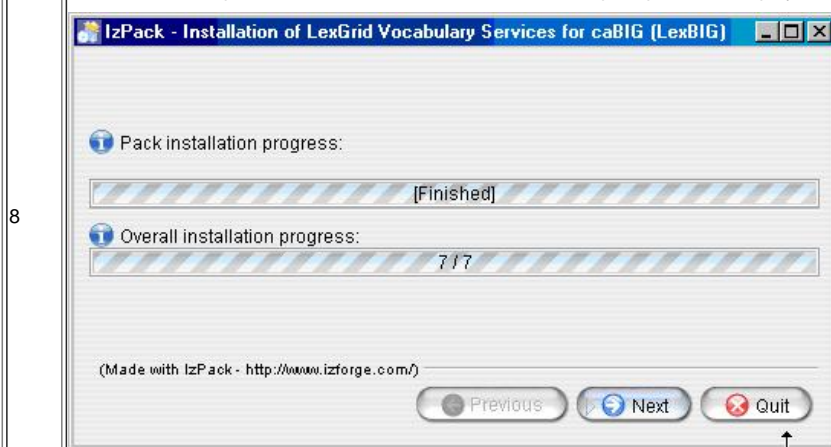 IzPack - Installation of LexGrid Vocabulary Services for caBIG (LexBIG)
Pack installation progress:
[Finished]
8
Overall installation progress:
7 / 7
(Made with IzPack - http://www.izforge.com/)
Previous Next Quit